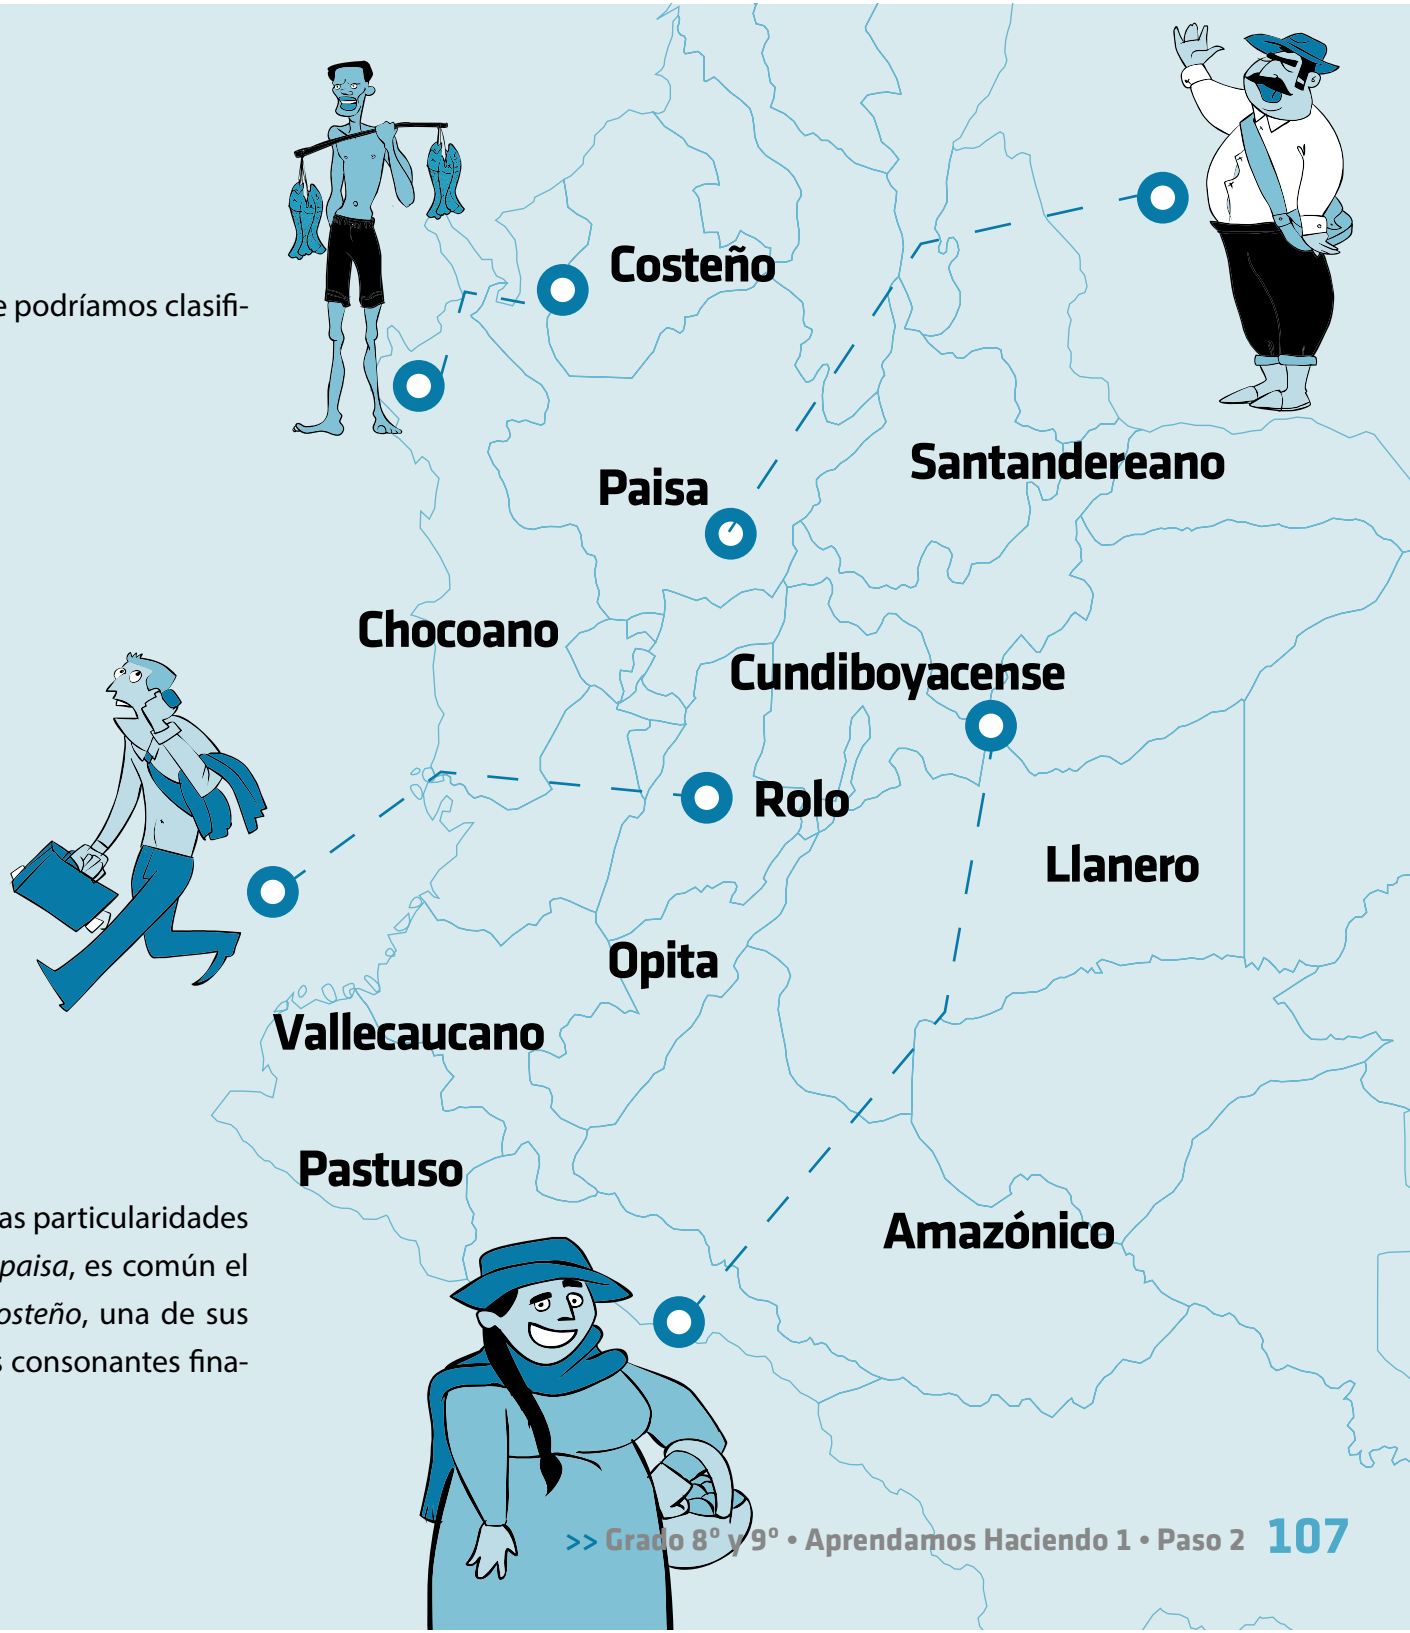 Costeño
e podríamos clasifi-
Santandereano
Paisa
Chocoano
Cundiboyacense
Rolo
Llanero
Opita
Vallecaucano
Pastuso
as particularidades
Amazónico
paisa, es común el
osteño, una de sus
s consonantes fina-
>> Grado 8° y 9° • Aprendamos Haciendo 1 • Paso 2 107